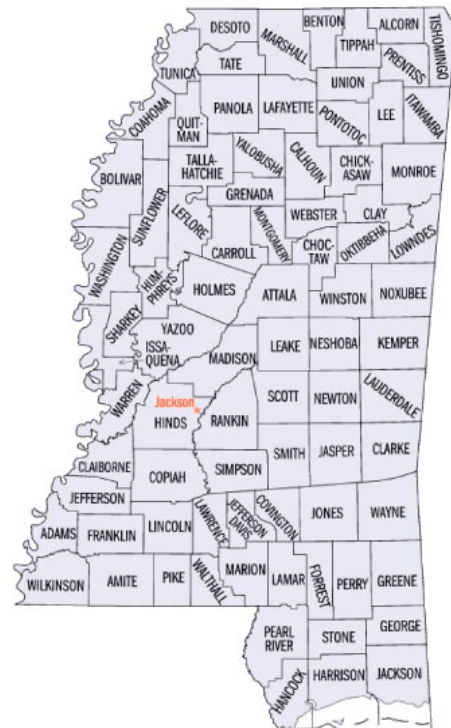 BENTON
ALCORN
TISHOMINGO
DESOTO
MARSHALL
TIPPAH
PRENTISS
TUNICA
TATE
UNION
COAHOMA
QUIT-
MAN
PANOLA
LAFAYETTE
PONTOTOC
LEE
ITAWAMBA
TALLA-
HATCHIE
YALOBUSHA
CALHOUN
CHICK-
ASAW
MONROE
BOLIVAR
SUNFLOWER
LEFLORE
GRENADA
WEBSTER
CLAY
MONTGOMERY
CHOC-
TAW
OKTIBBEHA
LOWNDES
WASHINGTON
CARROLL
HUM-
PHREYS
HOLMES
ATTALA
WINSTON
NOXUBEE
SHARKEY
YAZOO
ISSA-
QUENA
MADISON
LEAKE
NESHOBA
KEMPER
WARREN
Jackson
HINDS
RANKIN
SCOTT
NEWTON
LAUDERDALE
CLAIBORNE
COPIAH
SIMPSON
SMITH
JASPER
CLARKE
JEFFERSON
ADAMS
FRANKLIN
LINCOLN
LAWRENCE
JEFFERSON
DAVIS
COVINGTON
JONES
WAYNE
WILKINSON
AMITE
PIKE
WALTHALL
MARION
LAMAR
FORREST
PERRY
GREENE
PEARL
RIVER
STONE
GEORGE
HANCOCK
HARRISON
JACKSON